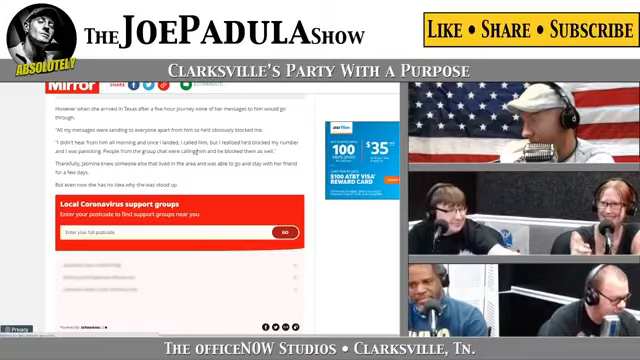 THE JOEPADULA SHOW
ABSOLUTELY
LIKE • SHARE • SUBSCRIBE
CLARKSVILLE'S PARTY WITH A PURPOSE
Mirror
SHARE
COMMENTS
However when she arrived in Texas after a five hour journey none of her messages to him would go
through.
"All my messages were sending to everyone apart from him so he'd obviously blocked me.
"I didn't hear from him all morning and once I landed, I called him, but I realised he'd blocked my number
and I was panicking. People from the group chat were calling him and he blocked them as well."
Thankfully, Jasmine knew someone else that lived in the area and was able to go and stay with her friend
for a few days.
But even now she has no idea why she was stood up.
Local Coronavirus support groups
Enter your postcode to find support groups near you
Enter your full postcode
GO
Powered by
100
$35
$100 AT&T VISA
REWARD CARD
Privacy
THE OFFICENOW STUDIOS • CLARKSVILLE, TN.